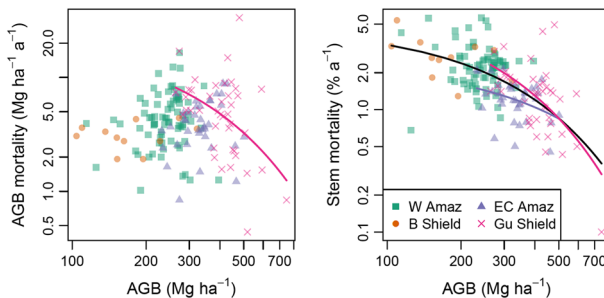 AGB mortality (Mg ha⁻¹ a⁻¹)
20.0
10.0
5.0
2.0
1.0
0.5
100
200
300
500
700
AGB (Mg ha⁻¹)
Stem mortality (% a⁻¹)
5.0
2.0
1.0
0.5
0.2
0.1
W Amaz
EC Amaz
B Shield
Gu Shield
100
200
300
500
700
AGB (Mg ha⁻¹)